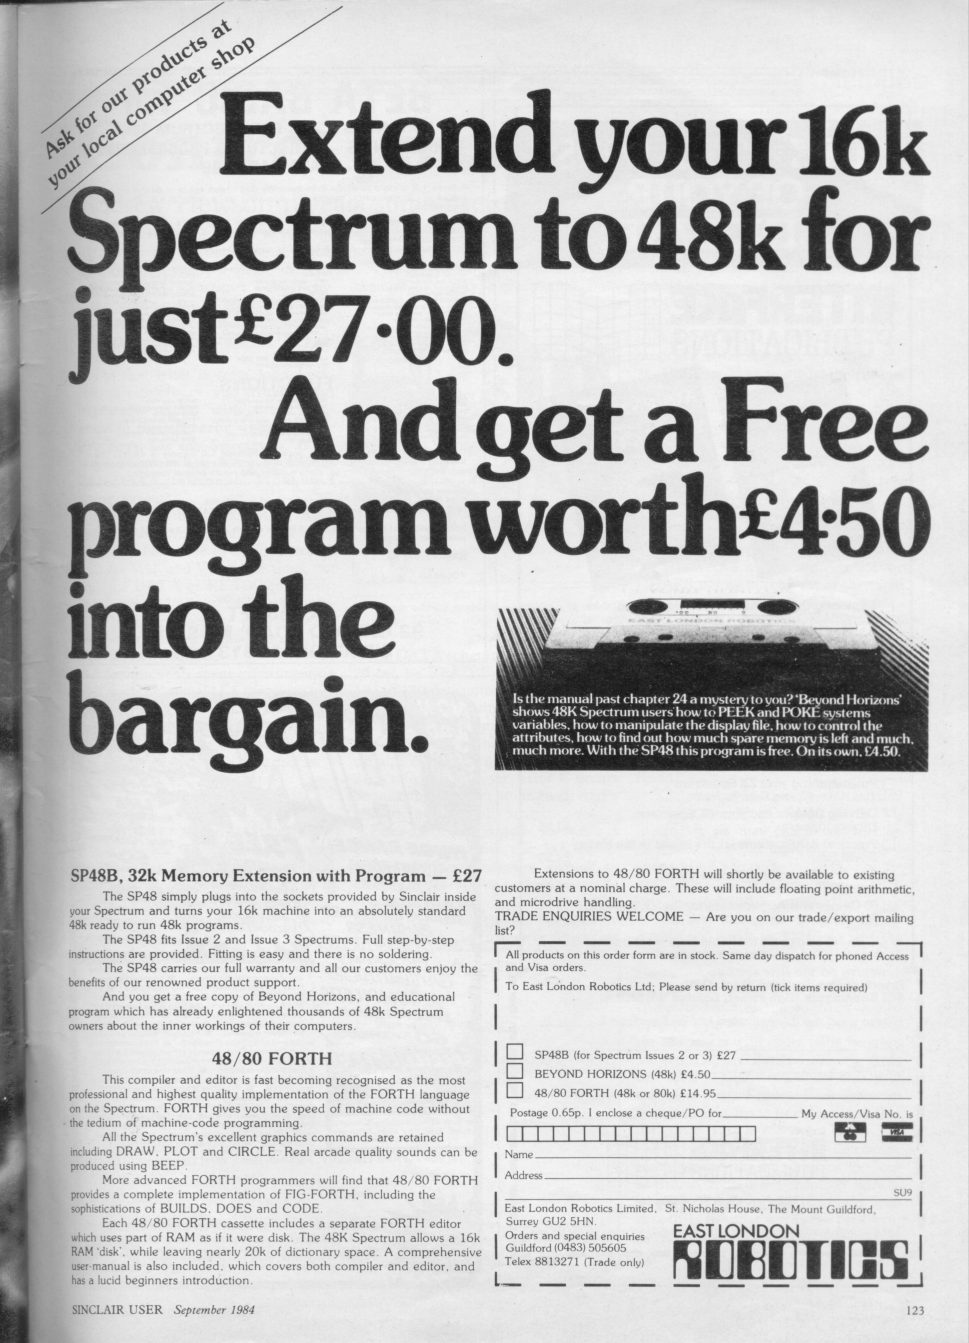 Ask for our products at
your local computer shop
Extend your 16k
Spectrum to 48k for
just £27·00.
And get a Free
program worth £4·50
into the
bargain.
EAST LONDON ROBOTICS
Is the manual past chapter 24 a mystery to you? 'Beyond Horizons'
shows 48K Spectrum users how to PEEK and POKE systems
variables, how to manipulate the display file, how to control the
attributes, how to find out how much spare memory is left and much,
much more. With the SP48 this program is free. On its own, £4.50.
SP48B, 32k Memory Extension with Program — £27
The SP48 simply plugs into the sockets provided by Sinclair inside
your Spectrum and turns your 16k machine into an absolutely standard
48k ready to run 48k programs.
The SP48 fits Issue 2 and Issue 3 Spectrums. Full step-by-step
instructions are provided. Fitting is easy and there is no soldering.
The SP48 carries our full warranty and all our customers enjoy the
benefits of our renowned product support.
And you get a free copy of Beyond Horizons, and educational
program which has already enlightened thousands of 48k Spectrum
owners about the inner workings of their computers.
48/80 FORTH
This compiler and editor is fast becoming recognised as the most
professional and highest quality implementation of the FORTH language
on the Spectrum. FORTH gives you the speed of machine code without
the tedium of machine-code programming.
All the Spectrum's excellent graphics commands are retained
including DRAW, PLOT and CIRCLE. Real arcade quality sounds can be
produced using BEEP.
More advanced FORTH programmers will find that 48/80 FORTH
provides a complete implementation of FIG-FORTH, including the
sophistications of BUILDS, DOES and CODE.
Each 48/80 FORTH cassette includes a separate FORTH editor
which uses part of RAM as if it were disk. The 48K Spectrum allows a 16k
RAM 'disk', while leaving nearly 20k of dictionary space. A comprehensive
user-manual is also included, which covers both compiler and editor, and
has a lucid beginners introduction.
Extensions to 48/80 FORTH will shortly be available to existing
customers at a nominal charge. These will include floating point arithmetic,
and microdrive handling.
TRADE ENQUIRIES WELCOME — Are you on our trade/export mailing
list?
All products on this order form are in stock. Same day dispatch for phoned Access
and Visa orders.
To East London Robotics Ltd; Please send by return (tick items required)
SP48B (for Spectrum Issues 2 or 3) £27
BEYOND HORIZONS (48k) £4.50
48/80 FORTH (48k or 80k) £14.95
Postage 0.65p. I enclose a cheque/PO for My Access/Visa No. is
VISA
Name
Address
SU9
East London Robotics Limited, St. Nicholas House, The Mount Guildford,
Surrey GU2 5HN.
Orders and special enquiries
Guildford (0483) 505605
Telex 8813271 (Trade only)
EAST LONDON
ROBOTICS
SINCLAIR USER September 1984
123